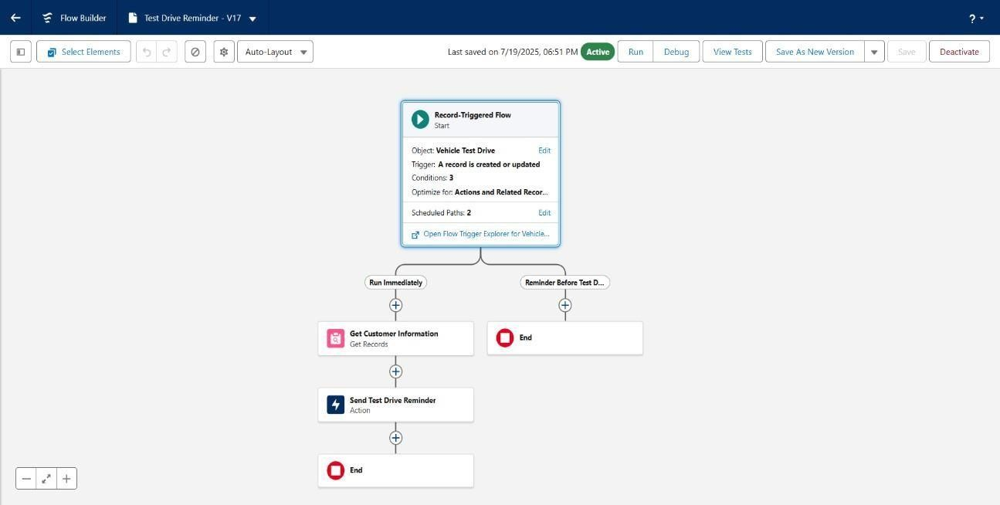 Flow Builder
Test Drive Reminder - V17
?
Select Elements
Auto-Layout
Last saved on 7/19/2025, 06:51 PM
Active
Run
Debug
View Tests
Save As New Version
Save
Deactivate
Record-Triggered Flow
Start
Object: Vehicle Test Drive Edit
Trigger: A record is created or updated
Conditions: 3
Optimize for: Actions and Related Recor...
Scheduled Paths: 2 Edit
Open Flow Trigger Explorer for Vehicle...
Run Immediately
Reminder Before Test D...
Get Customer Information
Get Records
End
Send Test Drive Reminder
Action
End